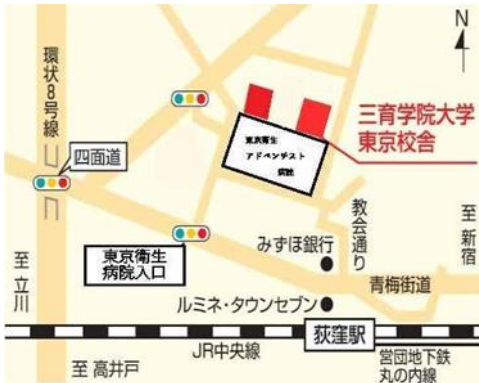 N
環状8号線
四面道
東京衛生
アドベンチスト
病院
三育学院大学
東京校舎
教会通り
至 新宿
みずほ銀行
東京衛生
病院入口
青梅街道
至 立川
ルミネ・タウンセブン
荻窪駅
JR中央線
至 高井戸
営団地下鉄
丸の内線